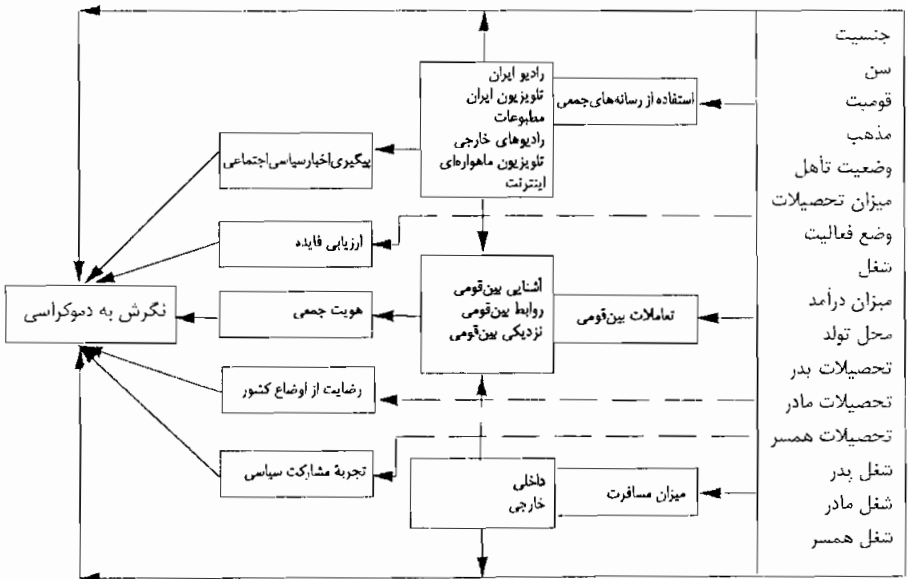 جنسیت
سن
قومیت
مذهب
وضعیت تأهل
میزان تحصیلات
وضع فعالیت
شغل
میزان درآمد
محل تولد
تحصیلات پدر
تحصیلات مادر
تحصیلات همسر
شغل پدر
شغل مادر
شغل همسر
استفاده از رسانه‌های جمعی
رادیو ایران
تلویزیون ایران
مطبوعات
رادیوهای خارجی
تلویزیون ماهواره‌ای
اینترنت
تعاملات بین‌قومی
آشنایی بین‌قومی
روابط بین‌قومی
نزدیکی بین‌قومی
میزان مسافرت
داخلی
خارجی
پیگیری اخبار سیاسی اجتماعی
ارزیابی فایده
هویت جمعی
رضایت از اوضاع کشور
تجربهٔ مشارکت سیاسی
نگرش به دموکراسی